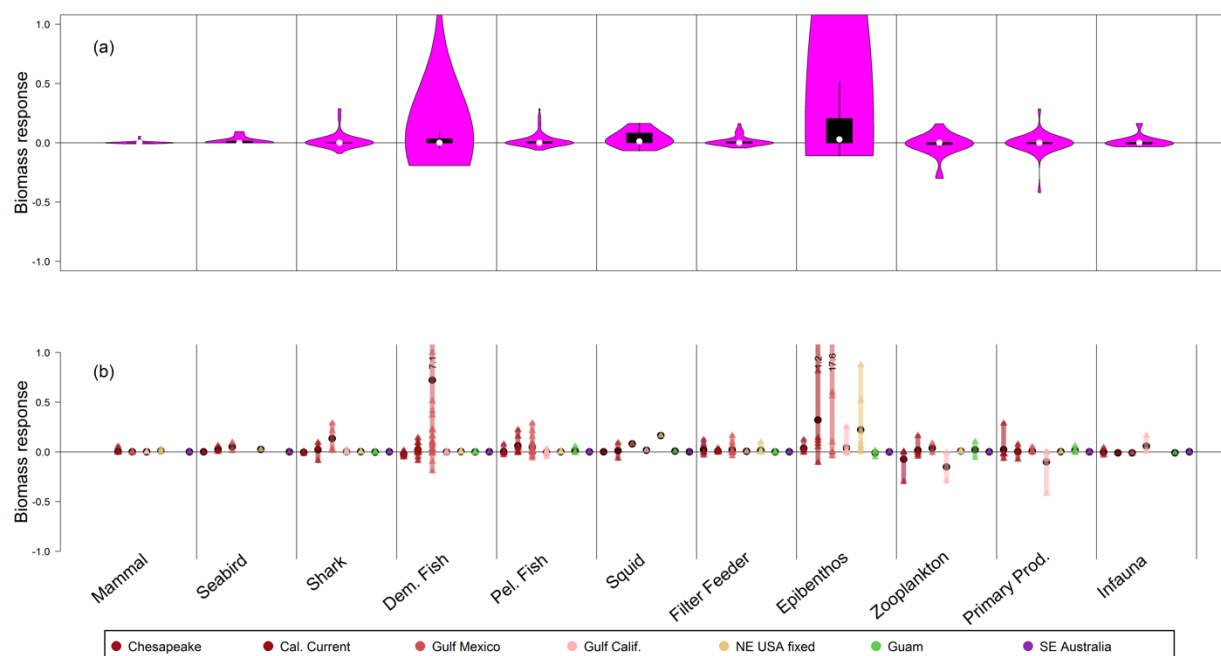 (a)
Biomass response
1.0
0.5
0.0
-0.5
-1.0
(b)
Biomass response
1.0
0.5
0.0
-0.5
-1.0
7.1
1.2
17.6
Mammal
Seabird
Shark
Dem. Fish
Pel. Fish
Squid
Filter Feeder
Epibenthos
Zooplankton
Primary Prod.
Infauna
Chesapeake Cal. Current Gulf Mexico Gulf Calif. NE USA fixed Guam SE Australia